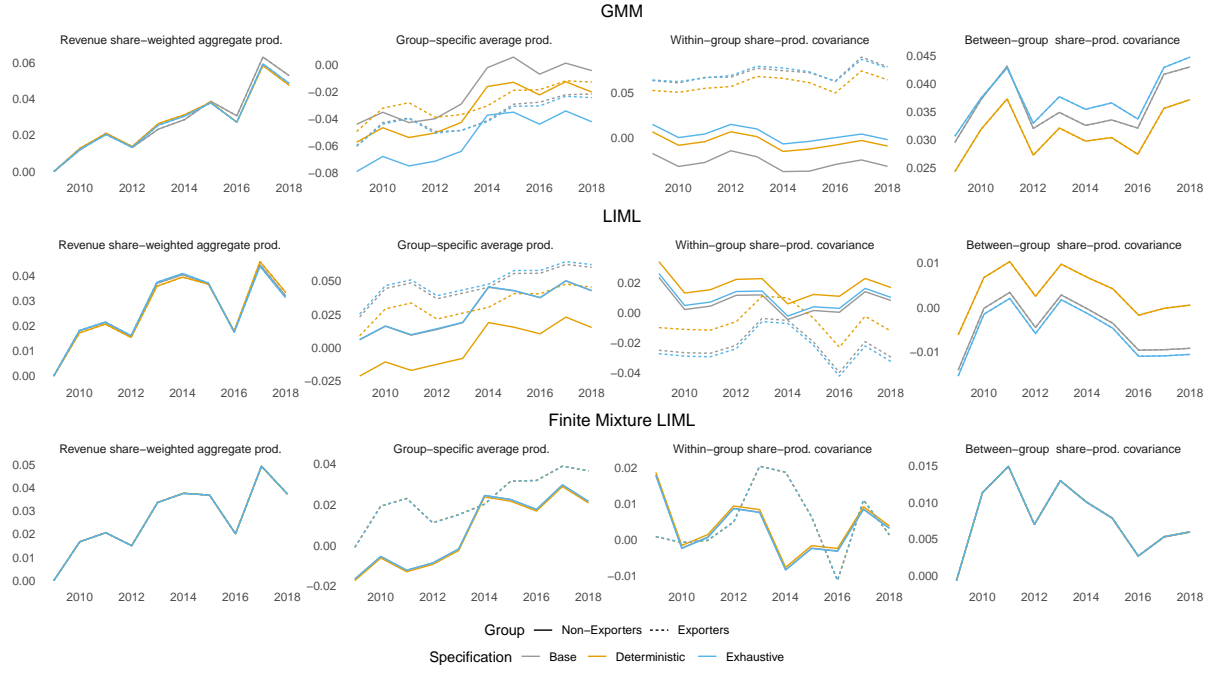 GMM
Revenue share−weighted aggregate prod.
Group−specific average prod.
Within−group share−prod. covariance
Between−group  share−prod. covariance
0.06
0.04
0.02
0.00
2010 2012 2014 2016 2018
0.00
−0.02
−0.04
−0.06
−0.08
2010 2012 2014 2016 2018
0.05
0.00
2010 2012 2014 2016 2018
0.045
0.040
0.035
0.030
0.025
2010 2012 2014 2016 2018
LIML
Revenue share−weighted aggregate prod.
Group−specific average prod.
Within−group share−prod. covariance
Between−group  share−prod. covariance
0.04
0.03
0.02
0.01
0.00
2010 2012 2014 2016 2018
0.050
0.025
0.000
−0.025
2010 2012 2014 2016 2018
0.02
0.00
−0.02
−0.04
2010 2012 2014 2016 2018
0.01
0.00
−0.01
2010 2012 2014 2016 2018
Finite Mixture LIML
Revenue share−weighted aggregate prod.
Group−specific average prod.
Within−group share−prod. covariance
Between−group  share−prod. covariance
0.05
0.04
0.03
0.02
0.01
0.00
2010 2012 2014 2016 2018
0.04
0.02
0.00
−0.02
2010 2012 2014 2016 2018
0.02
0.01
0.00
−0.01
2010 2012 2014 2016 2018
0.015
0.010
0.005
0.000
2010 2012 2014 2016 2018
Group Non−Exporters Exporters
Specification Base Deterministic Exhaustive